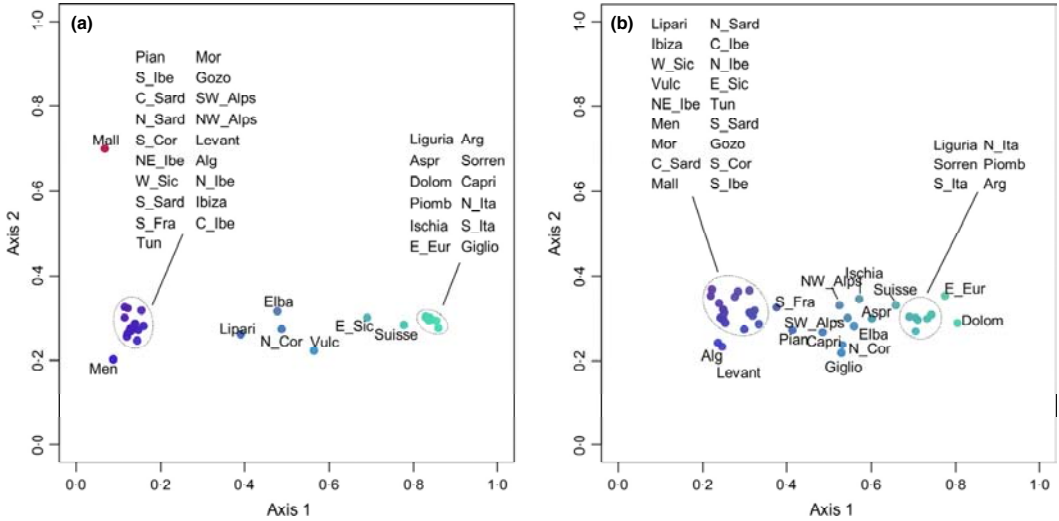 (a)
Pian Mor
S_Ibe Gozo
C_Sard SW_Alps
N_Sard NW_Alps
S_Cor Levant
NE_Ibe Alg
W_Sic N_Ibe
S_Sard Ibiza
S_Fra C_Ibe
Tun
Mall
Liguria Arg
Aspr Sorren
Dolom Capri
Piomb N_Ita
Ischia S_Ita
E_Eur Giglio
Elba
Lipari
N_Cor
Vulc
E_Sic
Suisse
Men
Axis 2
1·0
0·8
0·6
0·4
0·2
0·0
0·0 0·2 0·4 0·6 0·8 1·0
Axis 1
(b)
Lipari N_Sard
Ibiza C_Ibe
W_Sic N_Ibe
Vulc E_Sic
NE_Ibe Tun
Men S_Sard
Mor Gozo
C_Sard S_Cor
Mall S_Ibe
Liguria N_Ita
Sorren Piomb
S_Ita Arg
Ischia
NW_Alps
Suisse
E_Eur
S_Fra
Aspr
SW_Alps
Dolom
Pian
Capri
Elba
N_Cor
Alg
Levant
Giglio
Axis 2
1·0
0·8
0·6
0·4
0·2
0·0
0·0 0·2 0·4 0·6 0·8 1·0
Axis 1